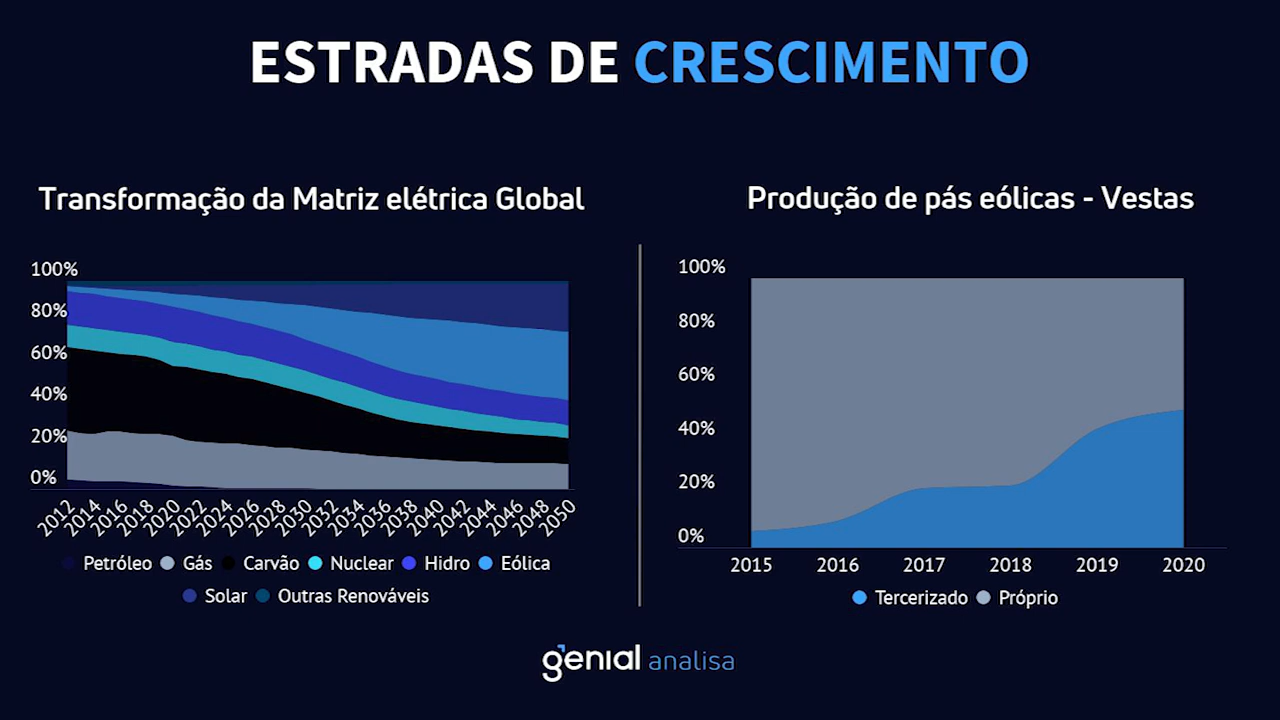 ESTRADAS DE CRESCIMENTO
Transformação da Matriz elétrica Global
100%
80%
60%
40%
20%
0%
2012 2014 2016 2018 2020 2022 2024 2026 2028 2030 2032 2034 2036 2038 2040 2042 2044 2046 2048 2050
Petróleo Gás Carvão Nuclear Hidro Eólica
Solar Outras Renováveis
Produção de pás eólicas - Vestas
100%
80%
60%
40%
20%
0%
2015 2016 2017 2018 2019 2020
Tercerizado Próprio
genial analisa